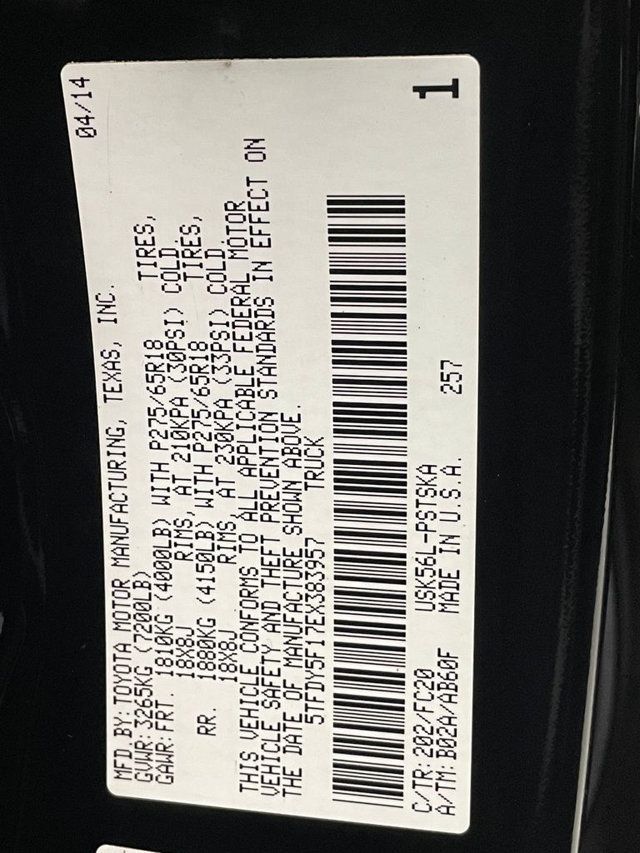 MFD.BY:TOYOTA MOTOR MANUFACTURING, TEXAS, INC. 04/14
GVWR:3265KG (7200LB)
GAWR:FRT. 1810KG (4000LB) WITH P275/65R18 TIRES,
18X8J RIMS, AT 210KPA (30PSI) COLD.
RR. 1880KG (4150LB) WITH P275/65R18 TIRES,
18X8J RIMS, AT 230KPA (33PSI) COLD.
THIS VEHICLE CONFORMS TO ALL APPLICABLE FEDERAL MOTOR
VEHICLE SAFETY AND THEFT PREVENTION STANDARDS IN EFFECT ON
THE DATE OF MANUFACTURE SHOWN ABOVE.
5TFDY5F17EX383957 TRUCK
C/TR:202/FC20 USK56L-PSTSKA
A/TM:B02A/AB60F MADE IN U.S.A. 257 1